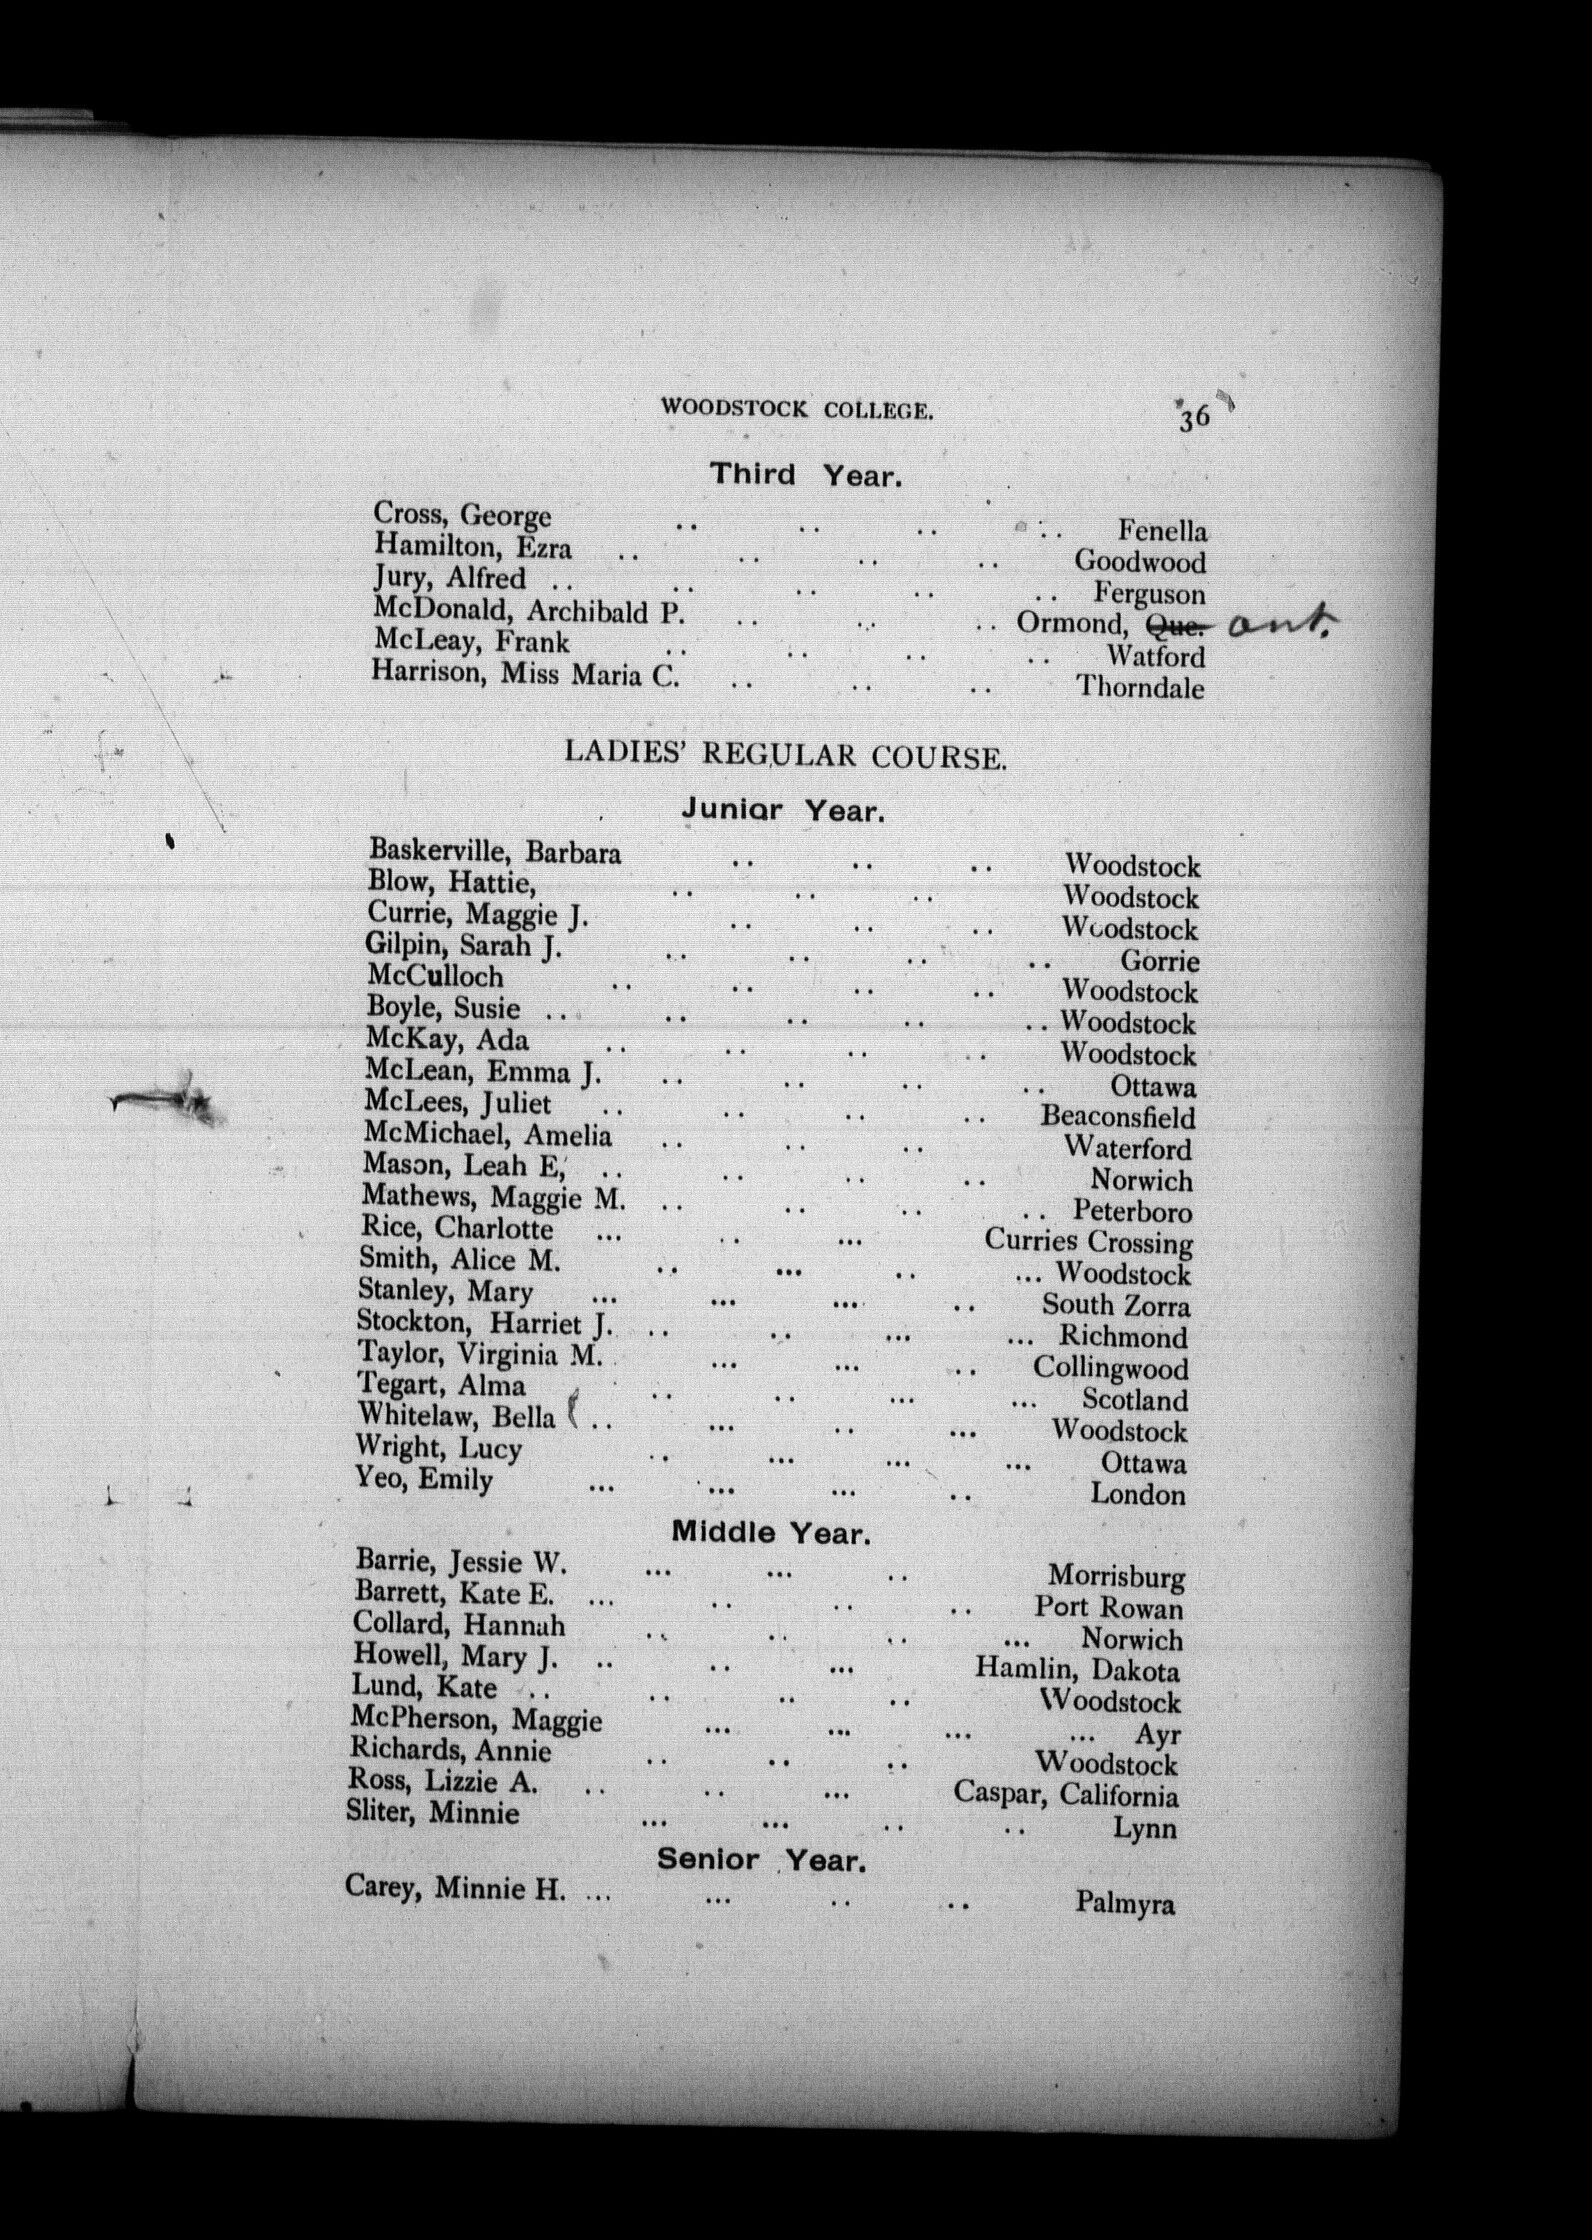 WOODSTOCK COLLEGE. 36
Third Year.
Cross, George .. .. .. .. Fenella
Hamilton, Ezra .. .. .. .. Goodwood
Jury, Alfred .. .. .. .. .. Ferguson
McDonald, Archibald P. .. .. .. Ormond, Que. Ont.
McLeay, Frank .. .. .. .. Watford
Harrison, Miss Maria C. .. .. .. Thorndale
LADIES' REGULAR COURSE.
Junior Year.
Baskerville, Barbara .. .. .. Woodstock
Blow, Hattie, .. .. .. Woodstock
Currie, Maggie J. .. .. .. Woodstock
Gilpin, Sarah J. .. .. .. .. Gorrie
McCulloch .. .. .. .. Woodstock
Boyle, Susie .. .. .. .. .. Woodstock
McKay, Ada .. .. .. .. Woodstock
McLean, Emma J. .. .. .. .. Ottawa
McLees, Juliet .. .. .. .. Beaconsfield
McMichael, Amelia .. .. .. Waterford
Mason, Leah E, .. .. .. .. Norwich
Mathews, Maggie M. .. .. .. .. Peterboro
Rice, Charlotte ... .. ... Curries Crossing
Smith, Alice M. .. ... .. ... Woodstock
Stanley, Mary ... ... ... .. South Zorra
Stockton, Harriet J. .. .. ... ... Richmond
Taylor, Virginia M. ... ... .. Collingwood
Tegart, Alma .. .. ... ... Scotland
Whitelaw, Bella .. ... .. ... Woodstock
Wright, Lucy .. ... ... ... Ottawa
Yeo, Emily ... ... ... .. London
Middle Year.
Barrie, Jessie W. ... ... .. Morrisburg
Barrett, Kate E. ... .. .. .. Port Rowan
Collard, Hannah .. .. .. ... Norwich
Howell, Mary J. .. .. ... Hamlin, Dakota
Lund, Kate .. .. .. .. Woodstock
McPherson, Maggie ... ... ... ... Ayr
Richards, Annie .. .. .. Woodstock
Ross, Lizzie A. .. .. ... Caspar, California
Sliter, Minnie ... ... .. .. Lynn
Senior Year.
Carey, Minnie H. ... ... .. .. Palmyra